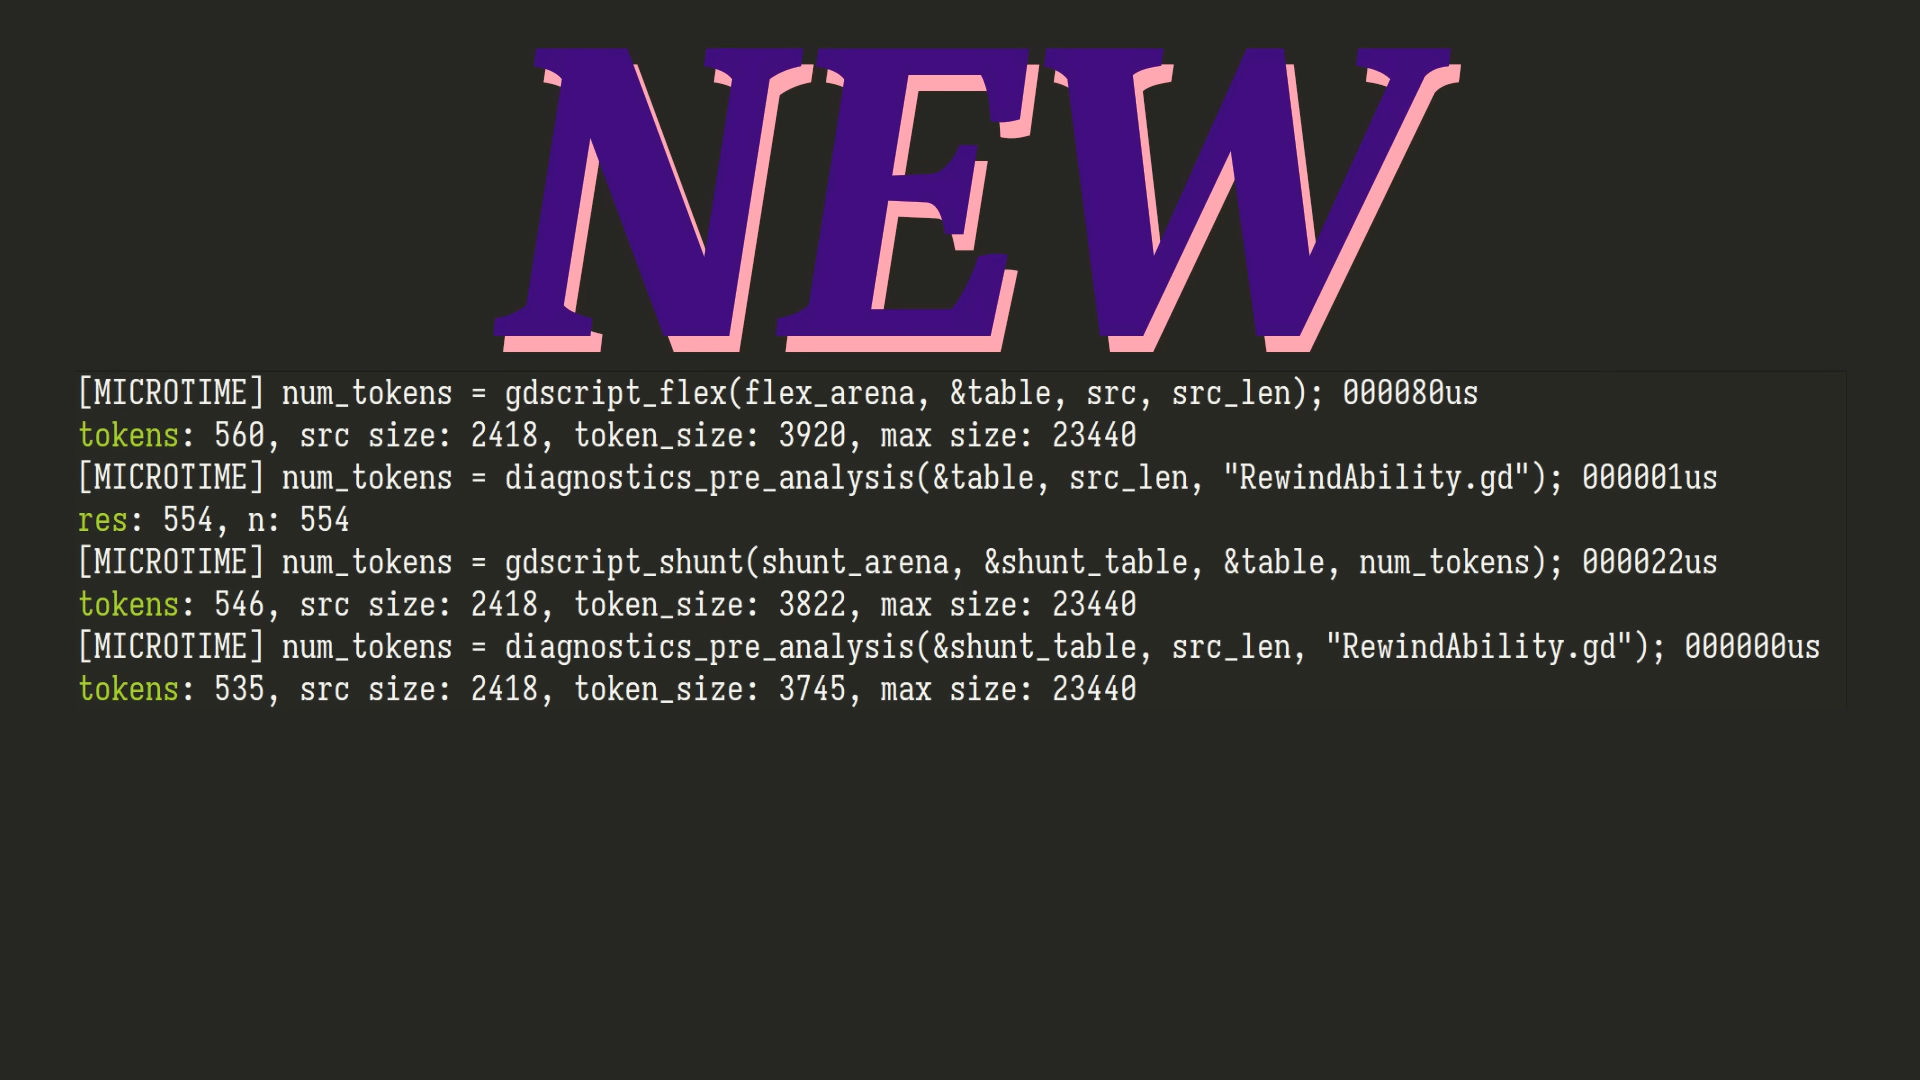 NEW
[MICROTIME] num_tokens = gdscript_flex(flex_arena, &table, src, src_len); 000080us
tokens: 560, src size: 2418, token_size: 3920, max size: 23440
[MICROTIME] num_tokens = diagnostics_pre_analysis(&table, src_len, "RewindAbility.gd"); 000001us
res: 554, n: 554
[MICROTIME] num_tokens = gdscript_shunt(shunt_arena, &shunt_table, &table, num_tokens); 000022us
tokens: 546, src size: 2418, token_size: 3822, max size: 23440
[MICROTIME] num_tokens = diagnostics_pre_analysis(&shunt_table, src_len, "RewindAbility.gd"); 000000us
tokens: 535, src size: 2418, token_size: 3745, max size: 23440